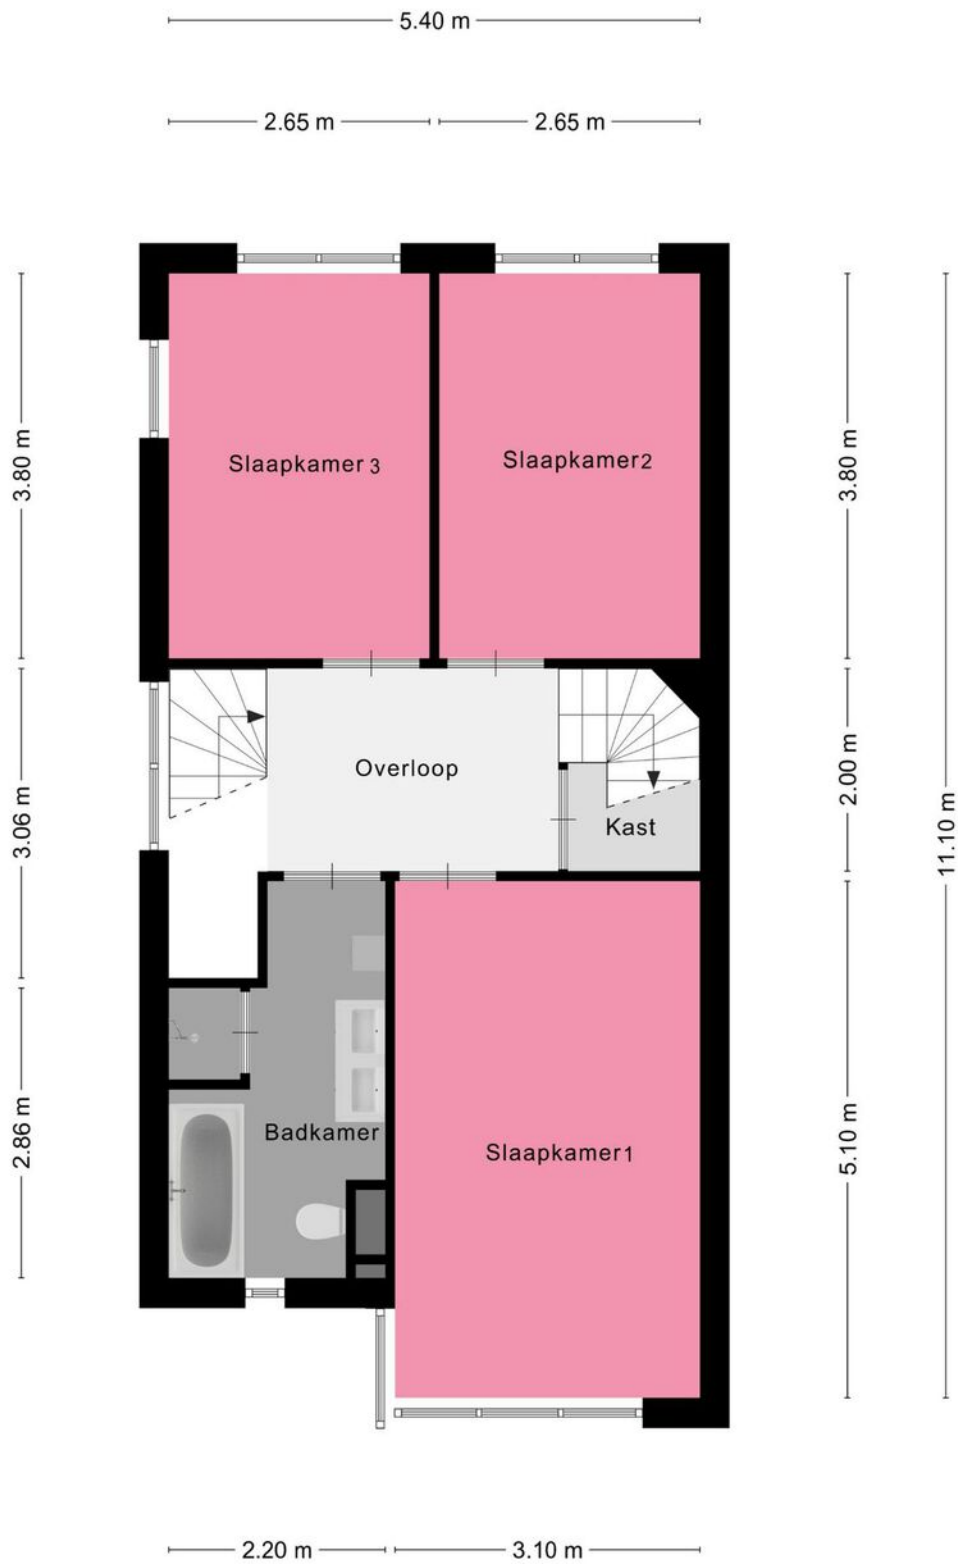 5.40 m
2.65 m
2.65 m
Slaapkamer 3
Slaapkamer2
3.80 m
3.80 m
Overloop
Kast
3.06 m
2.00 m
11.10 m
Badkamer
Slaapkamer1
2.86 m
5.10 m
2.20 m
3.10 m